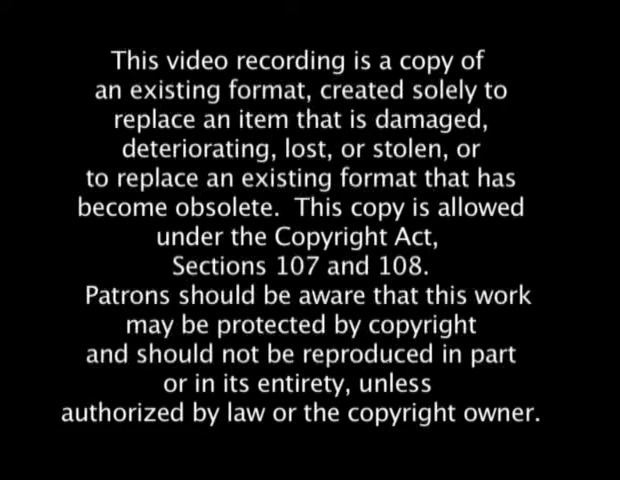 This video recording is a copy of
an existing format, created solely to
replace an item that is damaged,
deteriorating, lost, or stolen, or
to replace an existing format that has
become obsolete.  This copy is allowed
under the Copyright Act,
Sections 107 and 108.
Patrons should be aware that this work
may be protected by copyright
and should not be reproduced in part
or in its entirety, unless
authorized by law or the copyright owner.